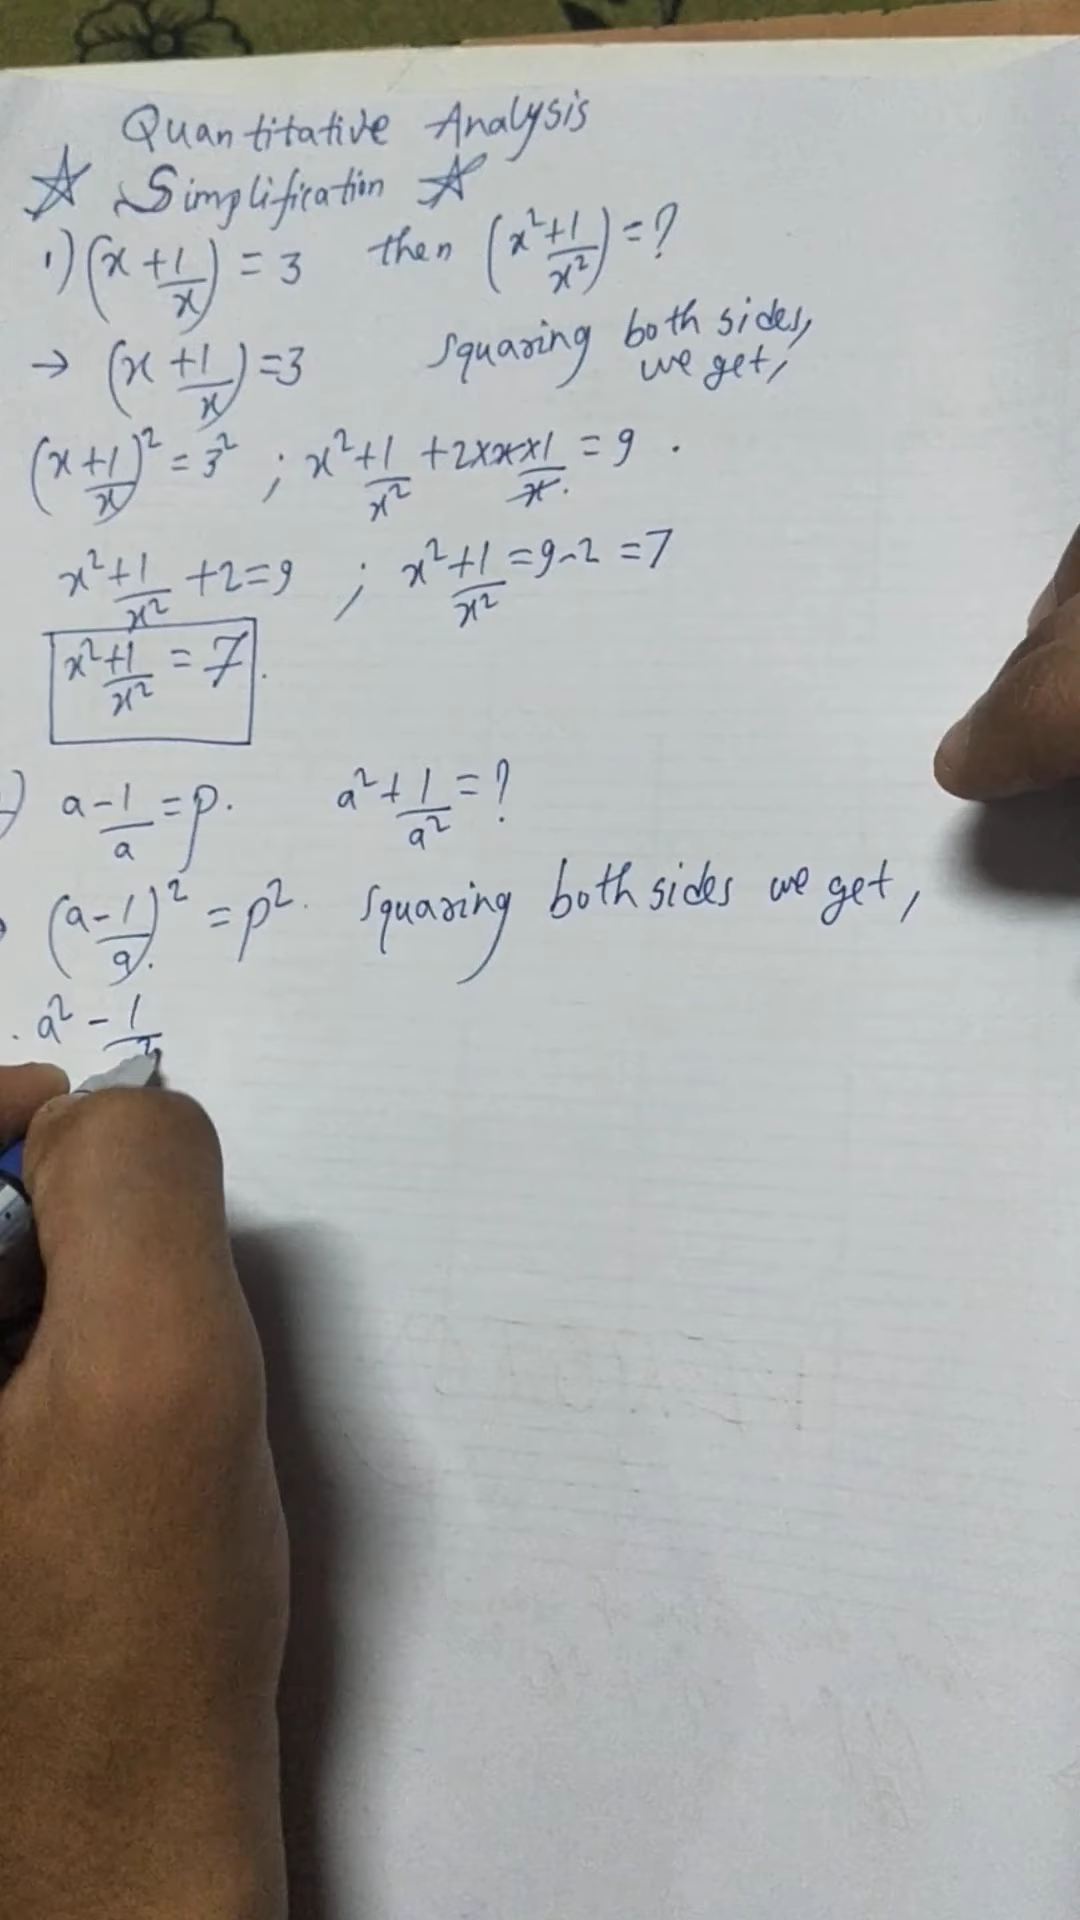 Quantitative Analysis
☆ Simplification ☆
1) (x + 1/x) = 3 then (x² + 1/x²) = ?
→ (x + 1/x) = 3 squaring both sides,
we get,
(x + 1/x)² = 3² ; x² + 1/x² + 2 × x × 1/x = 9 .
x² + 1/x² + 2 = 9 ; x² + 1/x² = 9 - 2 = 7
x² + 1/x² = 7 .
) a - 1/a = p . a² + 1/a² = ?
(a - 1/a)² = p² . squaring both sides we get,
. a² - 1/ ²